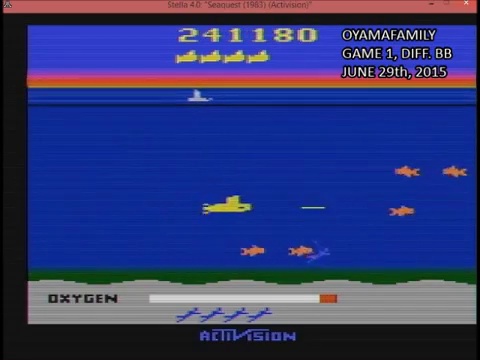 Stella 4.0: "Seaquest (1983) (Activision)"
241180
OYAMAFAMILY
GAME 1, DIFF. BB
JUNE 29th, 2015
OXYGEN
ACTIVISION